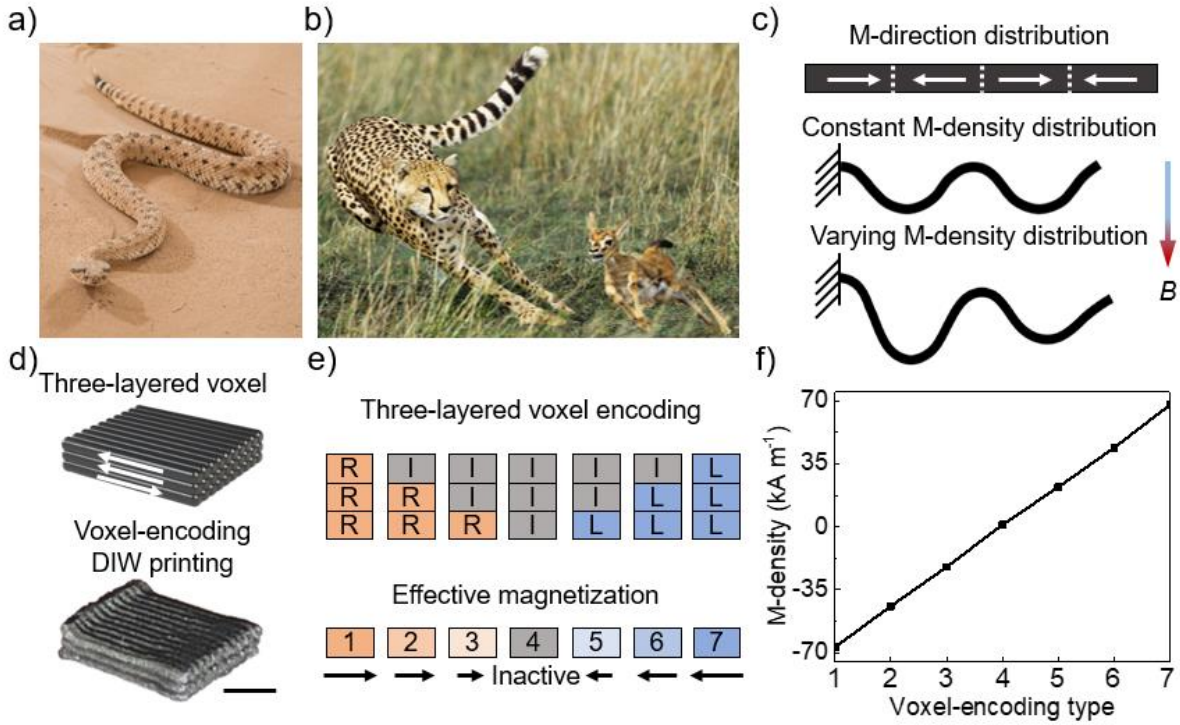 a)
b)
c)
M-direction distribution
Constant M-density distribution
Varying M-density distribution
B
d)
Three-layered voxel
Voxel-encoding
DIW printing
e)
Three-layered voxel encoding
R I I I I I L
R R I I I L L
R R R I L L L
Effective magnetization
1 2 3 4 5 6 7
Inactive
f)
M-density (kA m⁻¹)
70
35
0
-35
-70
1 2 3 4 5 6 7
Voxel-encoding type